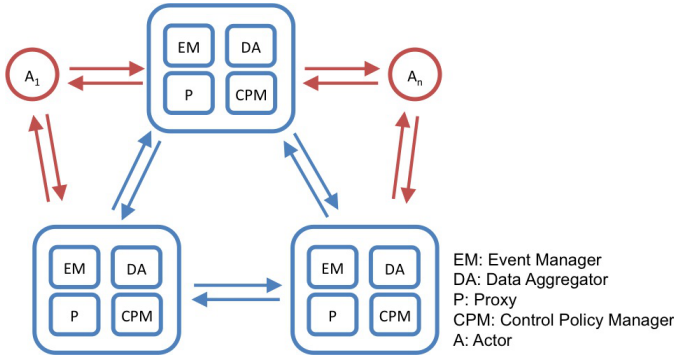 EM DA
A1 An
P CPM
EM DA
P CPM
EM DA
P CPM
EM: Event Manager
DA: Data Aggregator
P: Proxy
CPM: Control Policy Manager
A: Actor